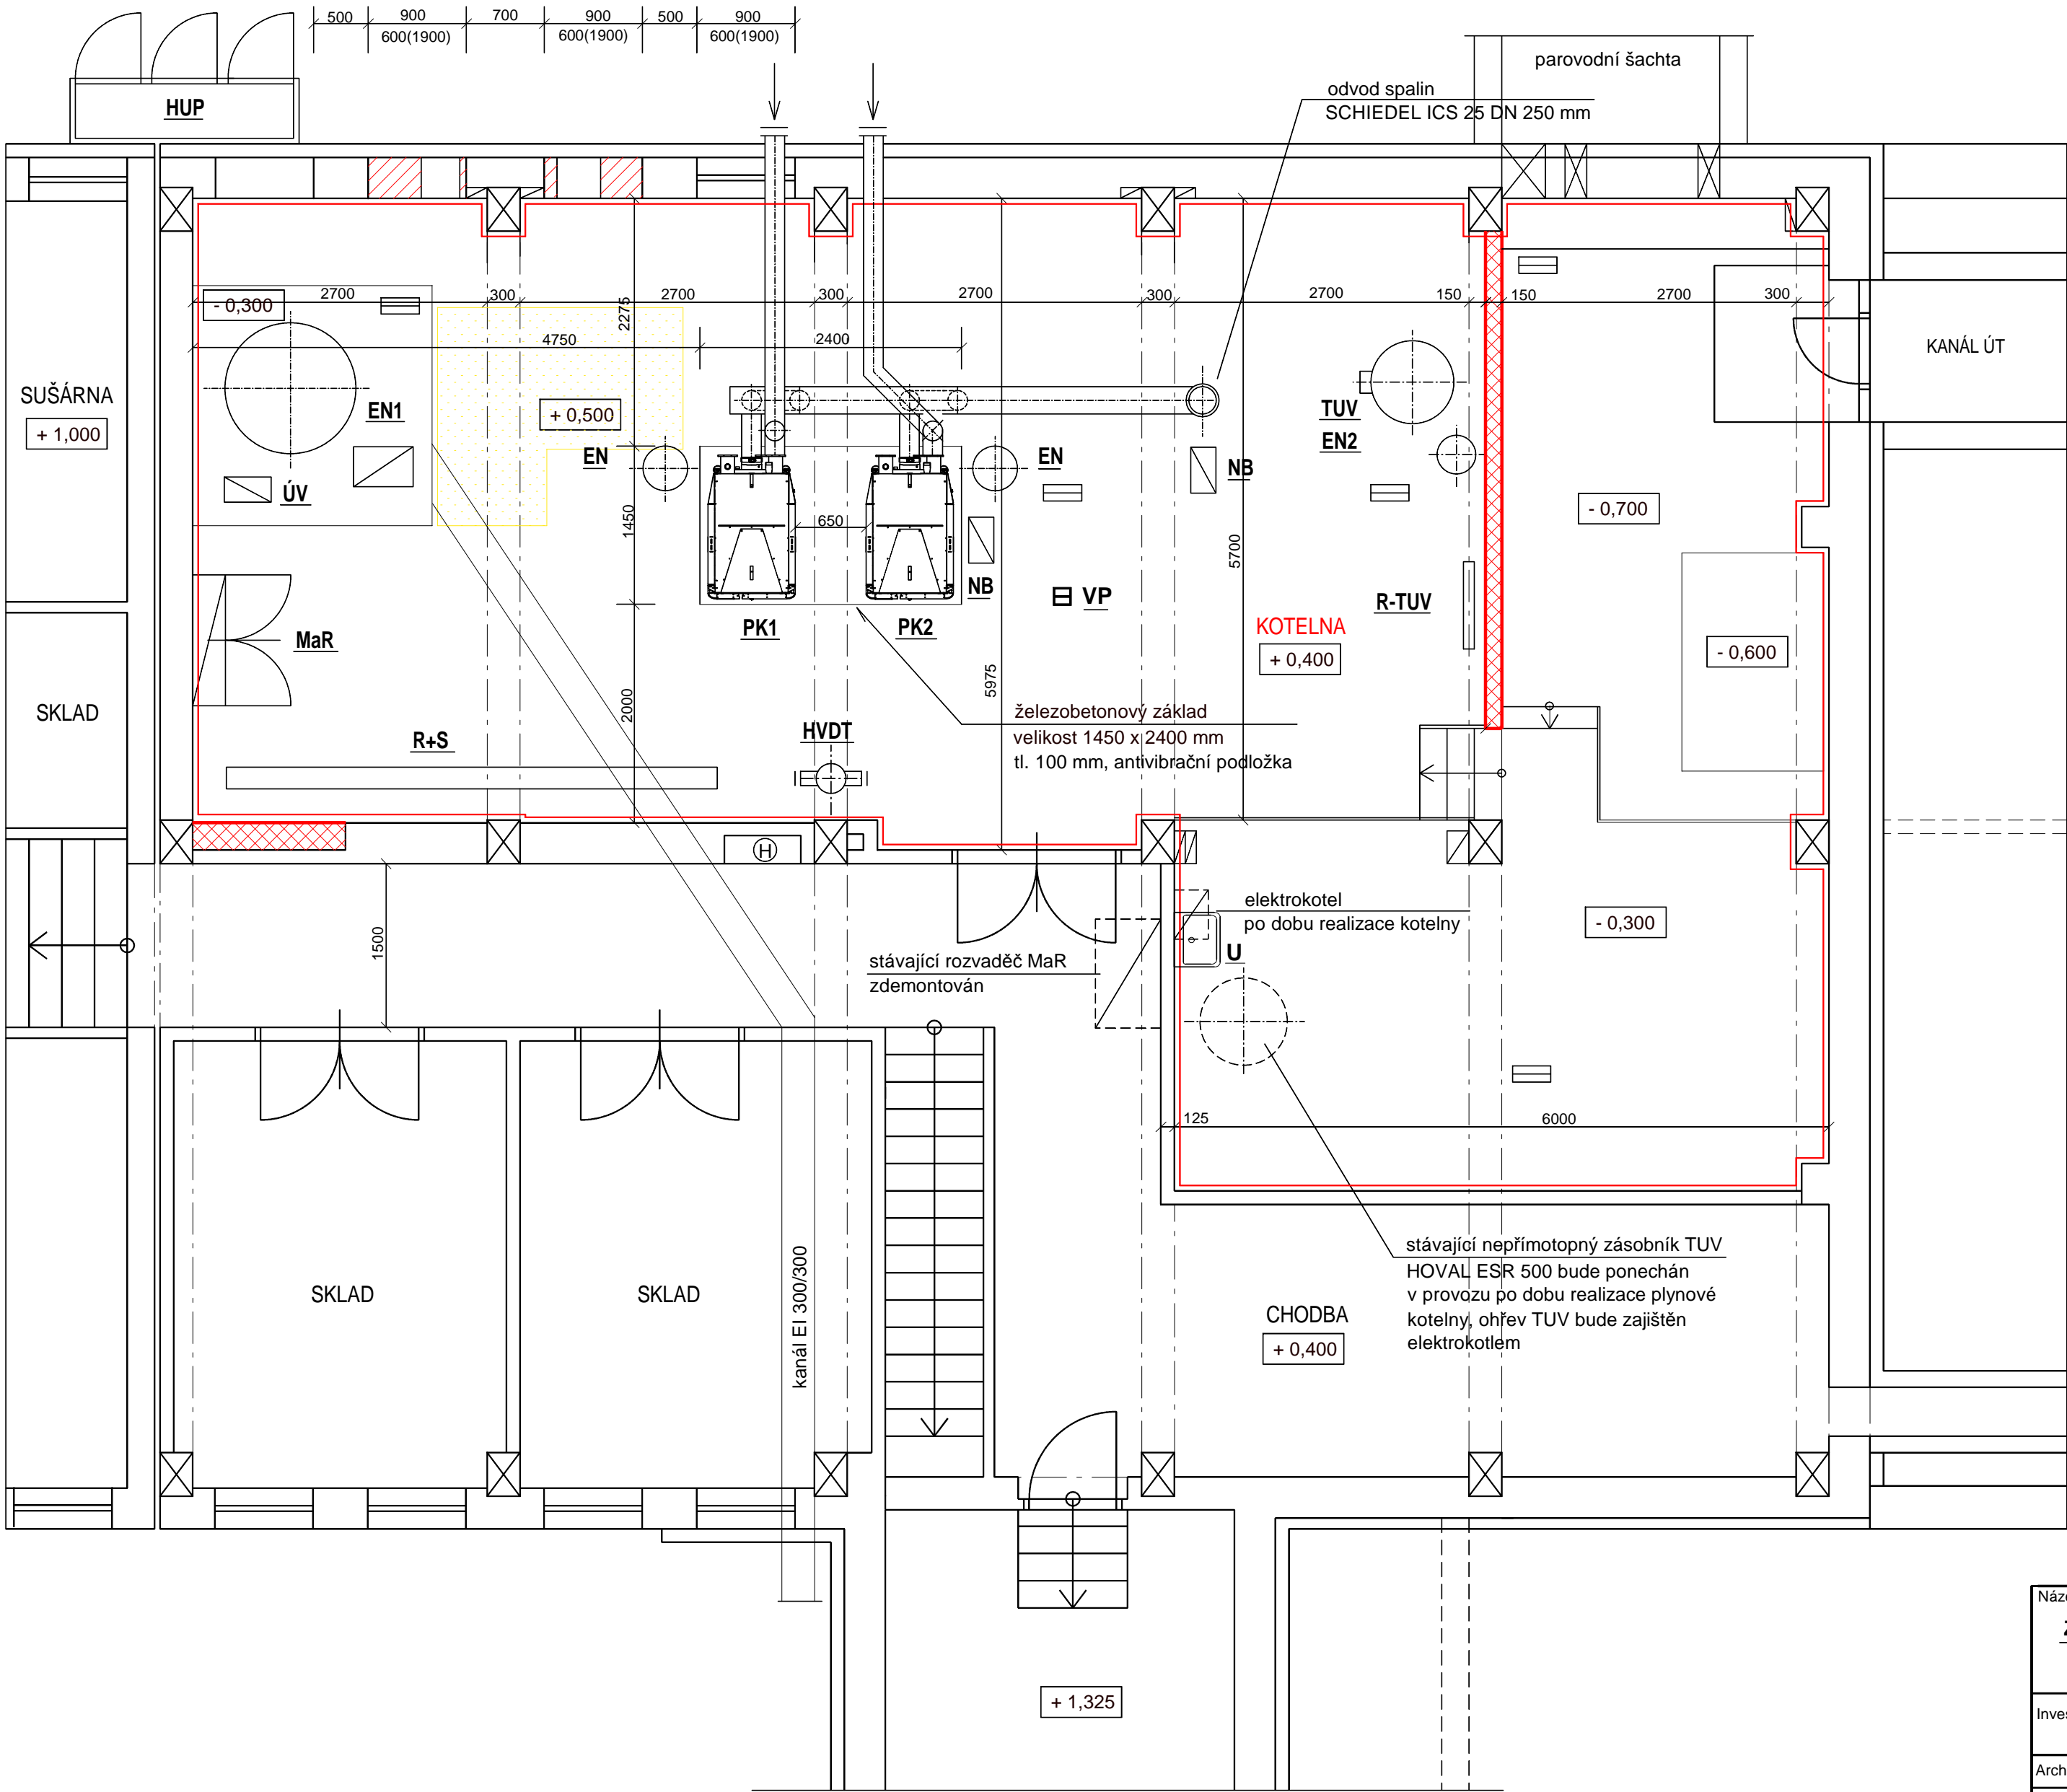 500 900 700 900 500 900
600(1900) 600(1900) 600(1900)
parovodní šachta
odvod spalin
SCHIEDEL ICS 25 DN 250 mm
HUP
- 0,300
2700 300 2700 300 2700 300 2700 150 150 2700 300
2275
4750 2400
KANÁL ÚT
SUŠÁRNA
+ 1,000
EN1
+ 0,500
TUV
EN2
EN
EN
NB
ÚV
- 0,700
1450
650
5700
NB
VP
R-TUV
PK1
PK2
KOTELNA
+ 0,400
MaR
- 0,600
5975
2000
SKLAD
železobetonový základ
velikost 1450 x 2400 mm
tl. 100 mm, antivibrační podložka
R+S
HVDT
H
elektrokotel
po dobu realizace kotelny
- 0,300
1500
U
stávající rozvaděč MaR
zdemontován
125 6000
stávající nepřímotopný zásobník TUV
HOVAL ESR 500 bude ponechán
v provozu po dobu realizace plynové
kotelny, ohřev TUV bude zajištěn
elektrokotlem
SKLAD
SKLAD
kanál EI 300/300
CHODBA
+ 0,400
+ 1,325